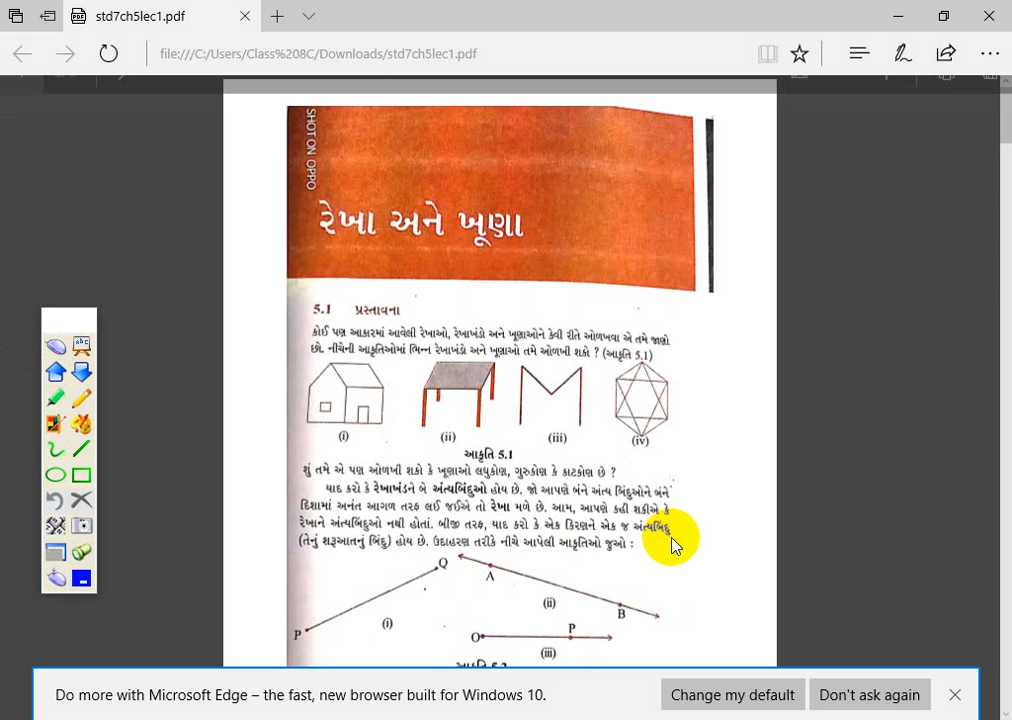 std7ch5lec1.pdf
file:///C:/Users/Class%208C/Downloads/std7ch5lec1.pdf
SHOT ON OPPO
રેખા અને ખૂણા
5.1 પ્રસ્તાવના
કોઈ પણ આકારમાં આવેલી રેખાઓ, રેખાખંડો અને ખૂણાઓને કેવી રીતે ઓળખવા એ તમે જાણો
છો. નીચેની આકૃતિઓમાં ભિન્ન રેખાખંડો અને ખૂણાઓ તમે ઓળખી શકો ? (આકૃતિ 5.1)
(i) (ii) (iii) (iv)
આકૃતિ 5.1
શું તમે એ પણ ઓળખી શકો કે ખૂણાઓ લઘુકોણ, ગુરુકોણ કે કાટકોણ છે ?
યાદ કરો કે રેખાખંડને બે અંત્યબિંદુઓ હોય છે. જો આપણે બંને અંત્ય બિંદુઓને બંને
દિશામાં અનંત આગળ તરફ લઈ જઈએ તો રેખા મળે છે. આમ, આપણે કહી શકીએ કે
રેખાને અંત્યબિંદુઓ નથી હોતાં. બીજી તરફ, યાદ કરો કે એક કિરણને એક જ અંત્યબિંદુ
(તેનું શરૂઆતનું બિંદુ) હોય છે. ઉદાહરણ તરીકે નીચે આપેલી આકૃતિઓ જુઓ :
Q
A
(ii)
B
P
(i)
O
P
(iii)
Do more with Microsoft Edge – the fast, new browser built for Windows 10.
Change my default
Don't ask again